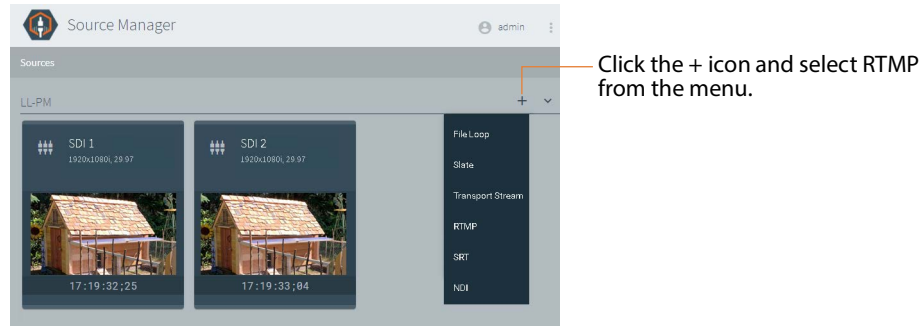 Source Manager
admin
Sources
LL-PM
+
Click the + icon and select RTMP
from the menu.
SDI 1
1920x1080i, 29.97
17:19:32;25
SDI 2
1920x1080i, 29.97
17:19:33;04
File Loop
Slate
Transport Stream
RTMP
SRT
NDI